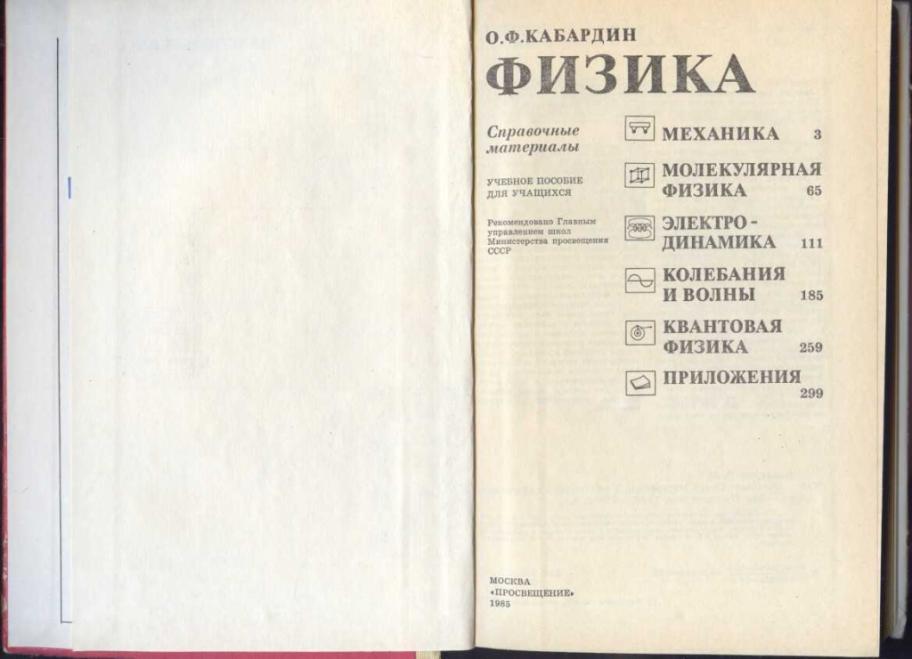 О.Ф.КАБАРДИН
ФИЗИКА
Справочные
материалы
УЧЕБНОЕ ПОСОБИЕ
ДЛЯ УЧАЩИХСЯ
Рекомендовано Главным
управлением школ
Министерства просвещения
СССР
МЕХАНИКА 3
МОЛЕКУЛЯРНАЯ
ФИЗИКА 65
ЭЛЕКТРО-
ДИНАМИКА 111
КОЛЕБАНИЯ
И ВОЛНЫ 185
КВАНТОВАЯ
ФИЗИКА 259
ПРИЛОЖЕНИЯ
299
МОСКВА
«ПРОСВЕЩЕНИЕ»
1985